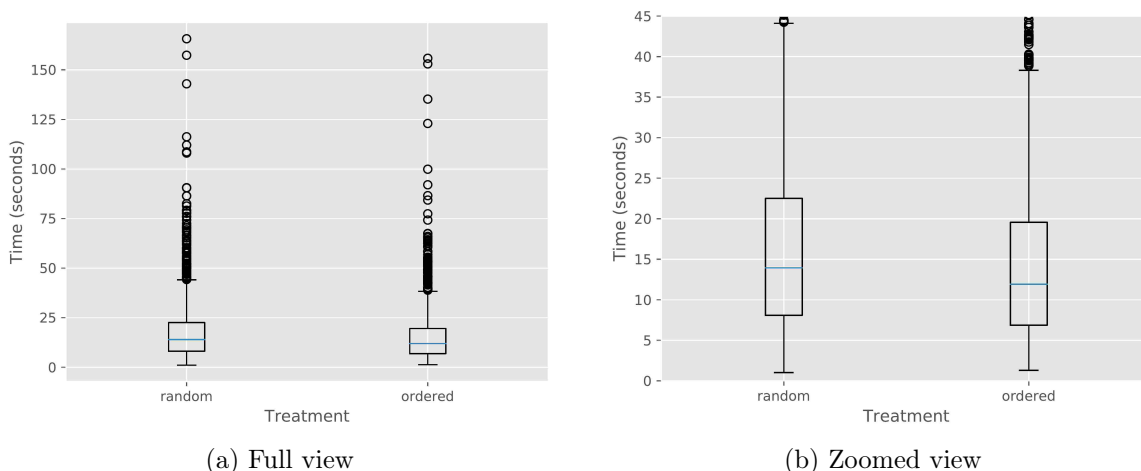 150
125
100
75
50
25
0
Time (seconds)
random
ordered
Treatment
(a) Full view
45
40
35
30
25
20
15
10
5
0
Time (seconds)
random
ordered
Treatment
(b) Zoomed view